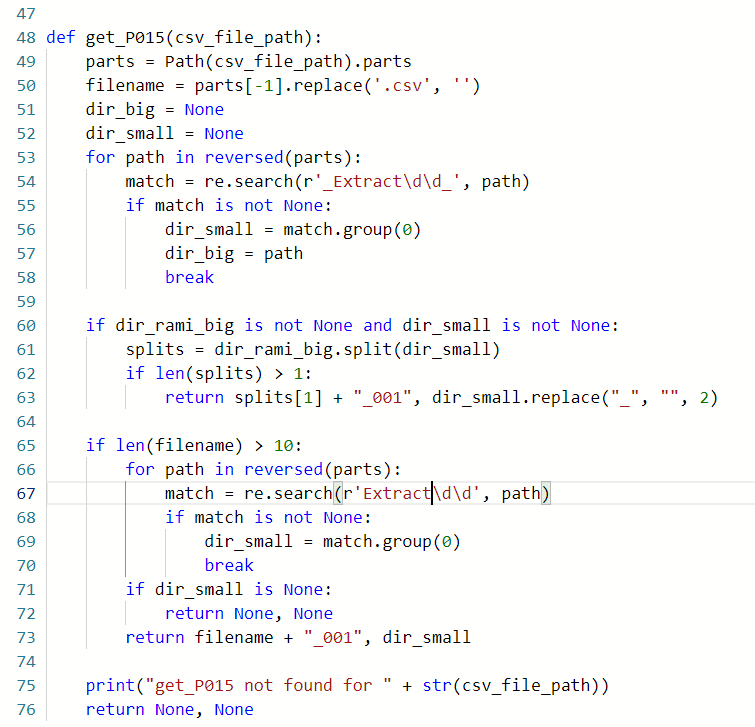 47
48 def get_P015(csv_file_path):
49     parts = Path(csv_file_path).parts
50     filename = parts[-1].replace('.csv', '')
51     dir_big = None
52     dir_small = None
53     for path in reversed(parts):
54         match = re.search(r'_Extract\d\d_', path)
55         if match is not None:
56             dir_small = match.group(0)
57             dir_big = path
58             break
59
60     if dir_rami_big is not None and dir_small is not None:
61         splits = dir_rami_big.split(dir_small)
62         if len(splits) > 1:
63             return splits[1] + "_001", dir_small.replace("_", "", 2)
64
65     if len(filename) > 10:
66         for path in reversed(parts):
67             match = re.search(r'Extract\d\d', path)
68             if match is not None:
69                 dir_small = match.group(0)
70                 break
71         if dir_small is None:
72             return None, None
73         return filename + "_001", dir_small
74
75     print("get_P015 not found for " + str(csv_file_path))
76     return None, None